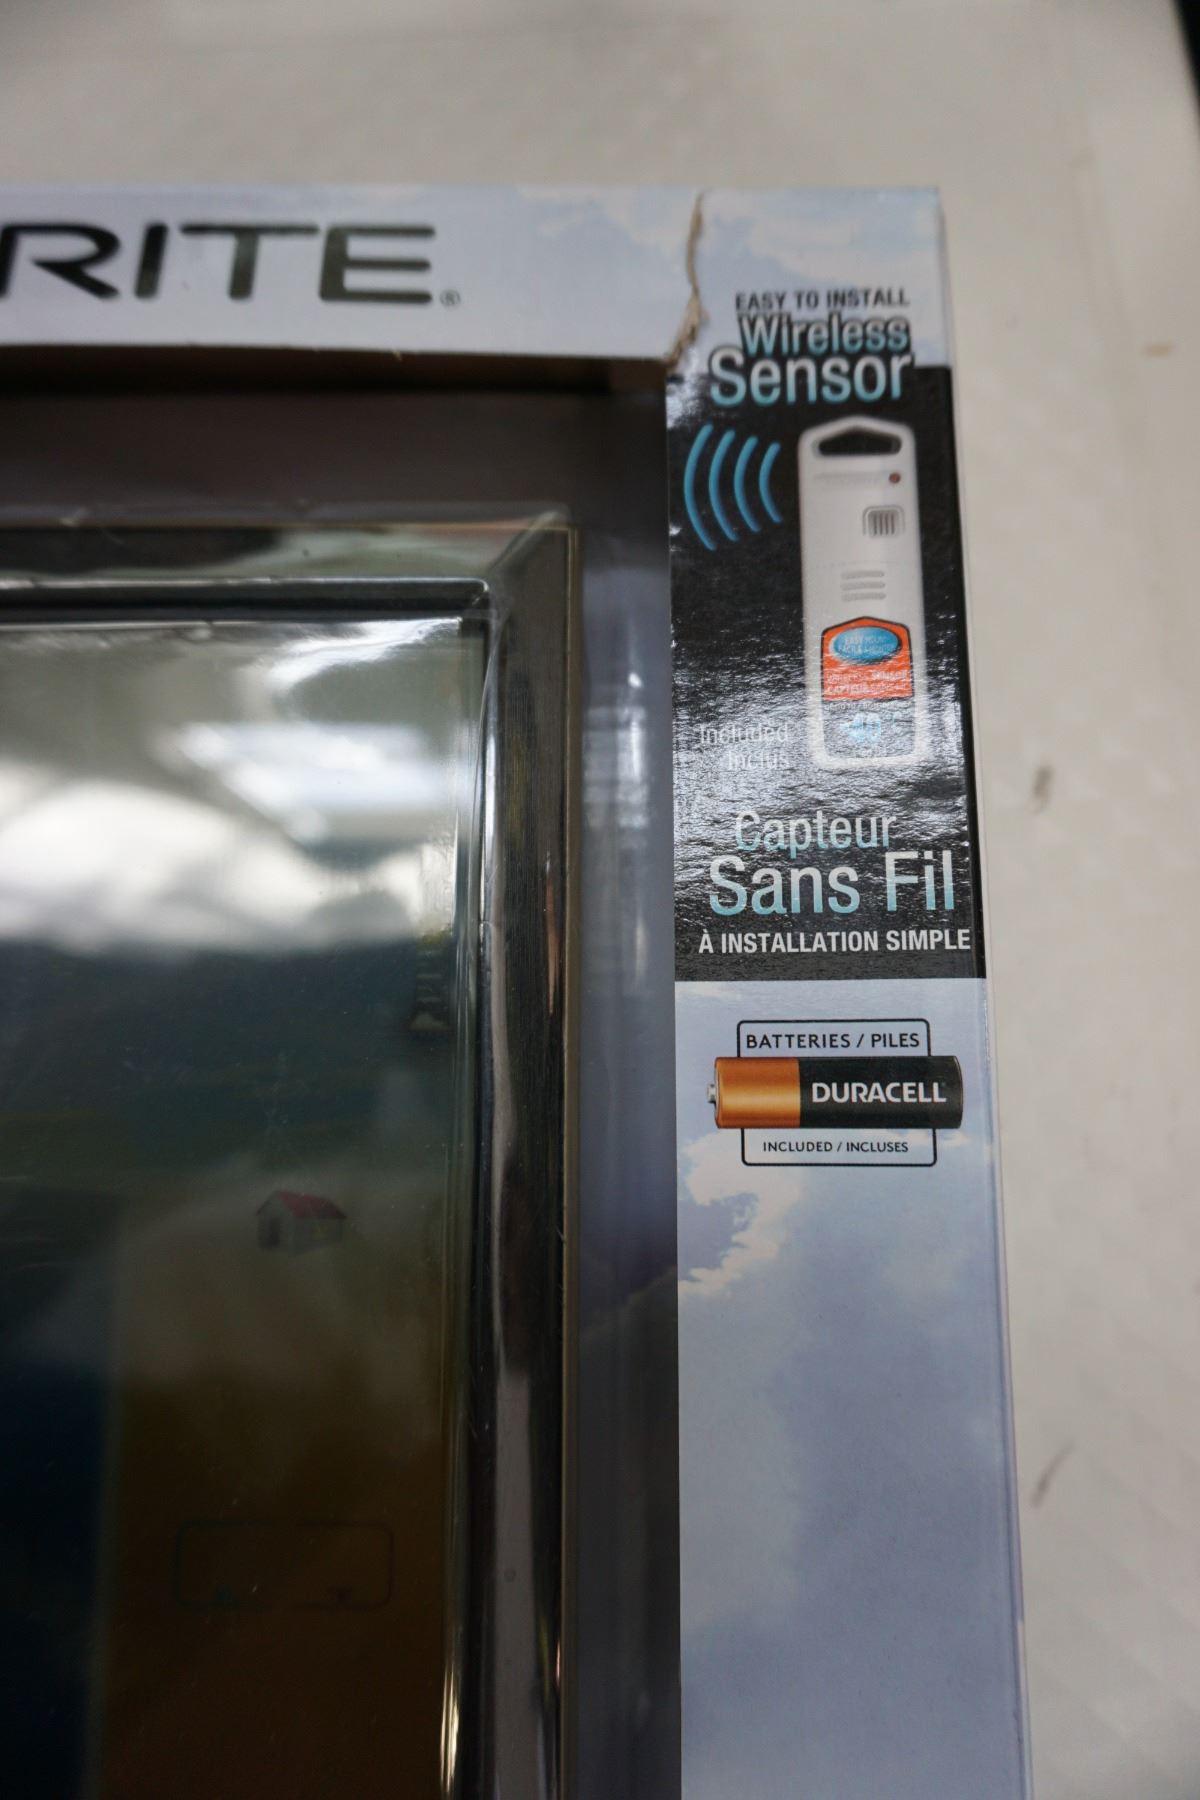 RITE®
EASY TO INSTALL
Wireless
Sensor
Included
Inclus
Capteur
Sans Fil
À INSTALLATION SIMPLE
BATTERIES / PILES
DURACELL
INCLUDED / INCLUSES